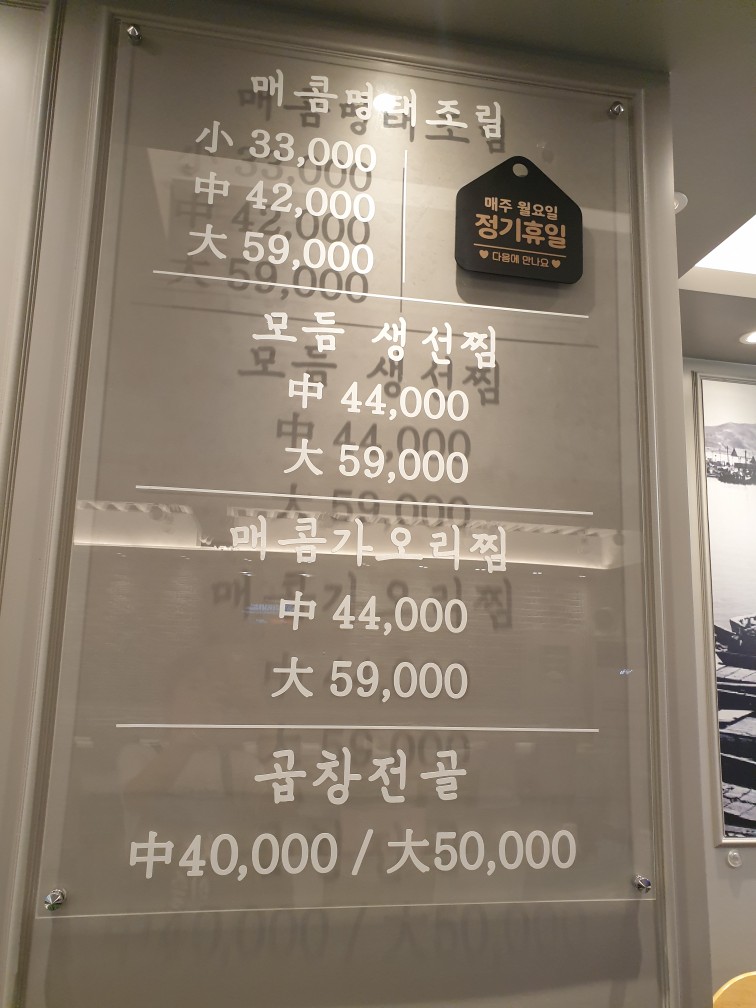 매콤명태조림
小 33,000
中 42,000
大 59,000
매주 월요일
정기휴일
♥ 다음에 만나요 ♥
모듬 생선찜
中 44,000
大 59,000
매콤가오리찜
中 44,000
大 59,000
곱창전골
中40,000 / 大50,000